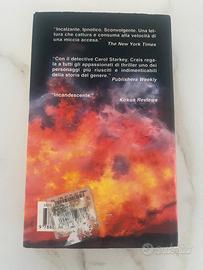 "Incalzante. Ipnotico. Sconvolgente. Una let-
tura che cattura e consuma alla velocità di
una miccia accesa."
The New York Times
"Con il detective Carol Starkey, Crais rega-
la a tutti gli appassionati di thriller uno dei
personaggi più riusciti e indimenticabili
della storia del genere."
Publishers Weekly
"Incandescente."
Kirkus Reviews
subito